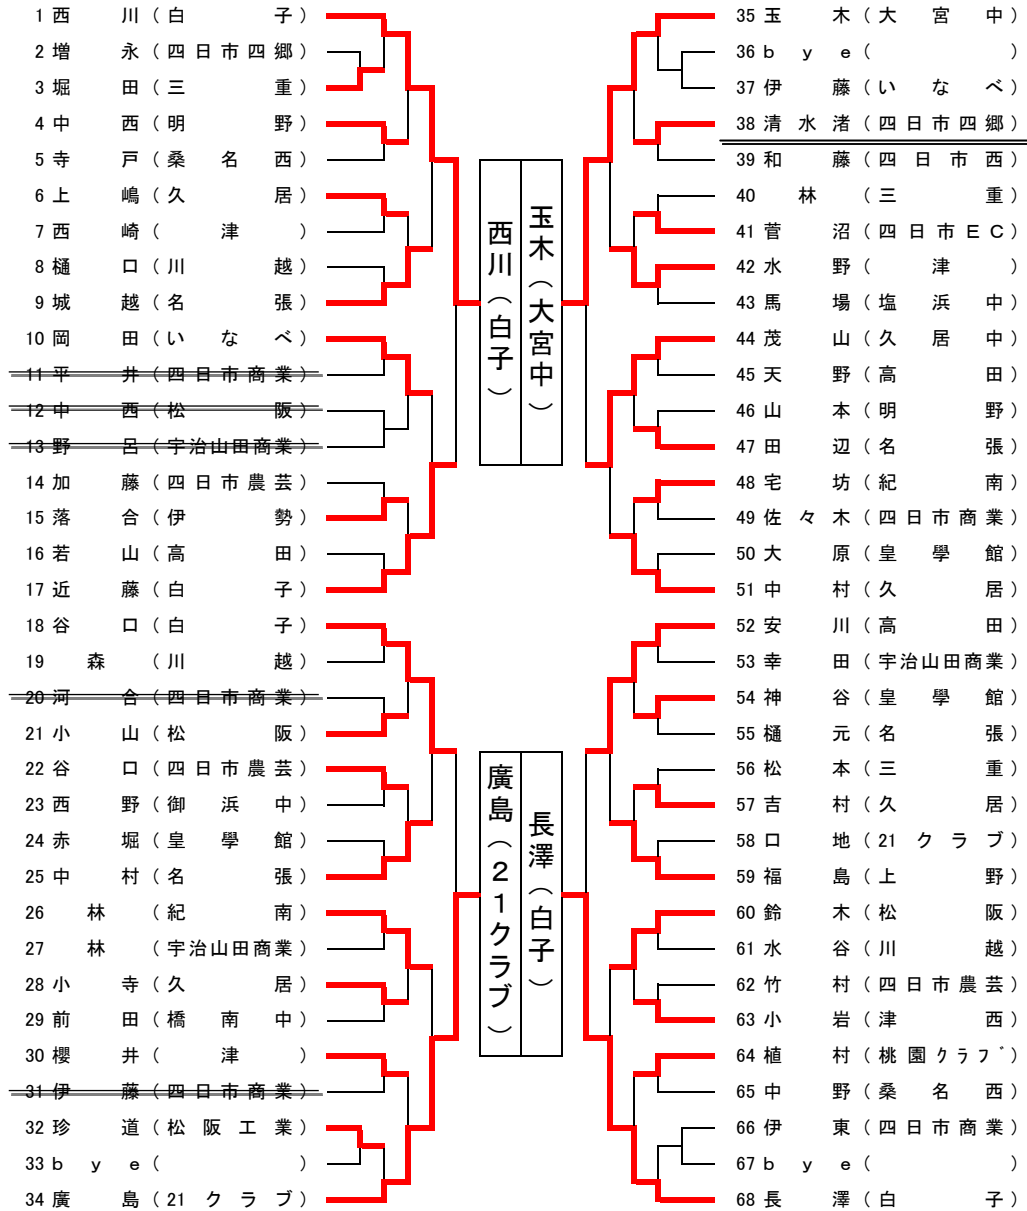 1 西川（白子）
2 増永（四日市四郷）
3 堀田（三重）
4 中西（明野）
5 寺戸（桑名西）
6 上嶋（久居）
7 西崎（津）
8 樋口（川越）
9 城越（名張）
10 岡田（いなべ）
11 平井（四日市商業）
12 中西（松阪）
13 野呂（宇治山田商業）
14 加藤（四日市農芸）
15 落合（伊勢）
16 若山（高田）
17 近藤（白子）
18 谷口（白子）
19 森（川越）
20 河合（四日市商業）
21 小山（松阪）
22 谷口（四日市農芸）
23 西野（御浜中）
24 赤堀（皇學館）
25 中村（名張）
26 林（紀南）
27 林（宇治山田商業）
28 小寺（久居）
29 前田（橋南中）
30 櫻井（津）
31 伊藤（四日市商業）
32 珍道（松阪工業）
33 bye（）
34 廣島（21クラブ）
西川（白子）
玉木（大宮中）
廣島（２１クラブ）
長澤（白子）
35 玉木（大宮中）
36 bye（）
37 伊藤（いなべ）
38 清水渚（四日市四郷）
39 和藤（四日市西）
40 林（三重）
41 菅沼（四日市ＥＣ）
42 水野（津）
43 馬場（塩浜中）
44 茂山（久居中）
45 天野（高田）
46 山本（明野）
47 田辺（名張）
48 宅坊（紀南）
49 佐々木（四日市商業）
50 大原（皇學館）
51 中村（久居）
52 安川（高田）
53 幸田（宇治山田商業）
54 神谷（皇學館）
55 樋元（名張）
56 松本（三重）
57 吉村（久居）
58 口地（21クラブ）
59 福島（上野）
60 鈴木（松阪）
61 水谷（川越）
62 竹村（四日市農芸）
63 小岩（津西）
64 植村（桃園ｸﾗﾌﾞ）
65 中野（桑名西）
66 伊東（四日市商業）
67 bye（）
68 長澤（白子）